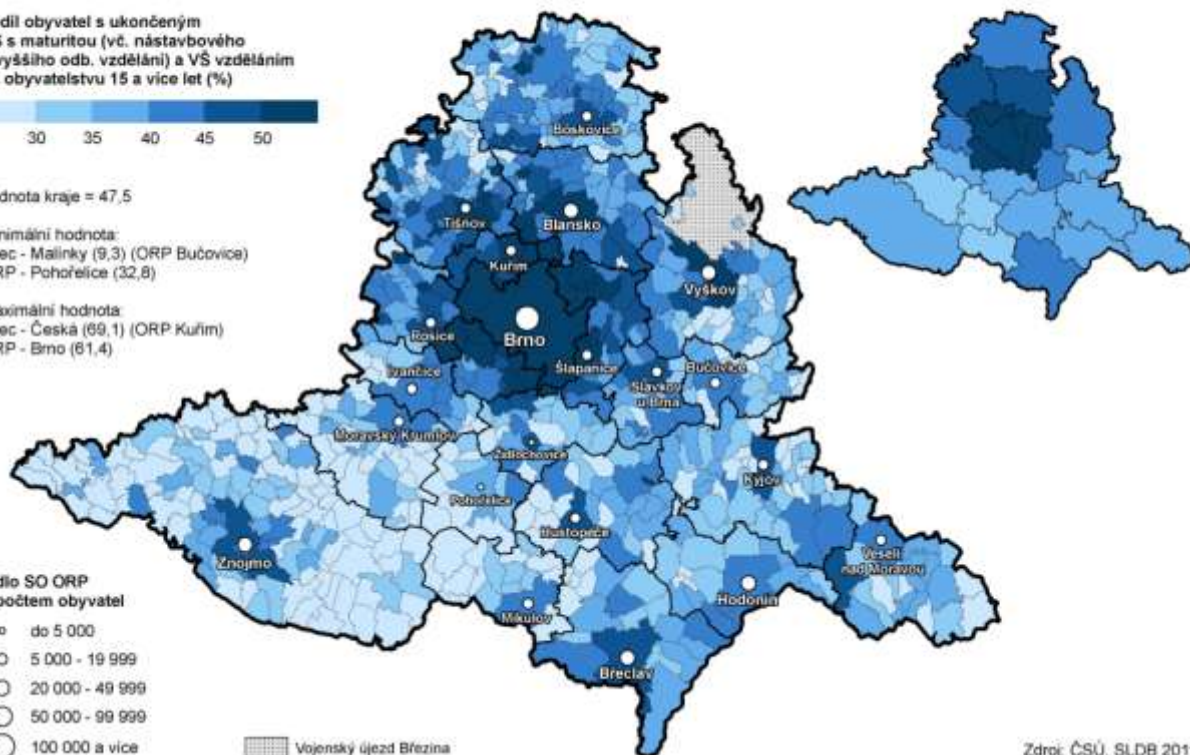 díl obyvatel s ukončeným
S s maturitou (vč. nástavbového
vyššího odb. vzdělání) a VŠ vzděláním
obyvatelstvu 15 a více let (%)
30 35 40 45 50
dnota kraje = 47,5
nimální hodnota:
ec - Malínky (9,3) (ORP Bučovice)
RP - Pohořelice (32,8)
aximální hodnota:
ec - Česká (69,1) (ORP Kuřim)
RP - Brno (61,4)
Boskovice
Tišnov
Blansko
Kuřim
Vyškov
Rosice
Brno
Šlapanice
Ivančice
Slavkov
u Brna
Bučovice
Moravský Krumlov
Židlochovice
Kyjov
Pohořelice
Hustopeče
Znojmo
Veselí
nad Moravou
Mikulov
Hodonín
Břeclav
dlo SO ORP
počtem obyvatel
do 5 000
5 000 - 19 999
20 000 - 49 999
50 000 - 99 999
100 000 a více
Vojenský újezd Březina
Zdroj: ČSÚ, SLDB 201